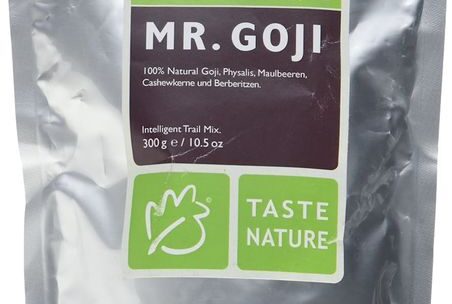 MR. GOJI
100% Natural Goji, Physalis, Maulbeeren,
Cashewkerne und Berberitzen.
Intelligent Trail Mix.
300 g e / 10.5 oz
©
TASTE
NATURE